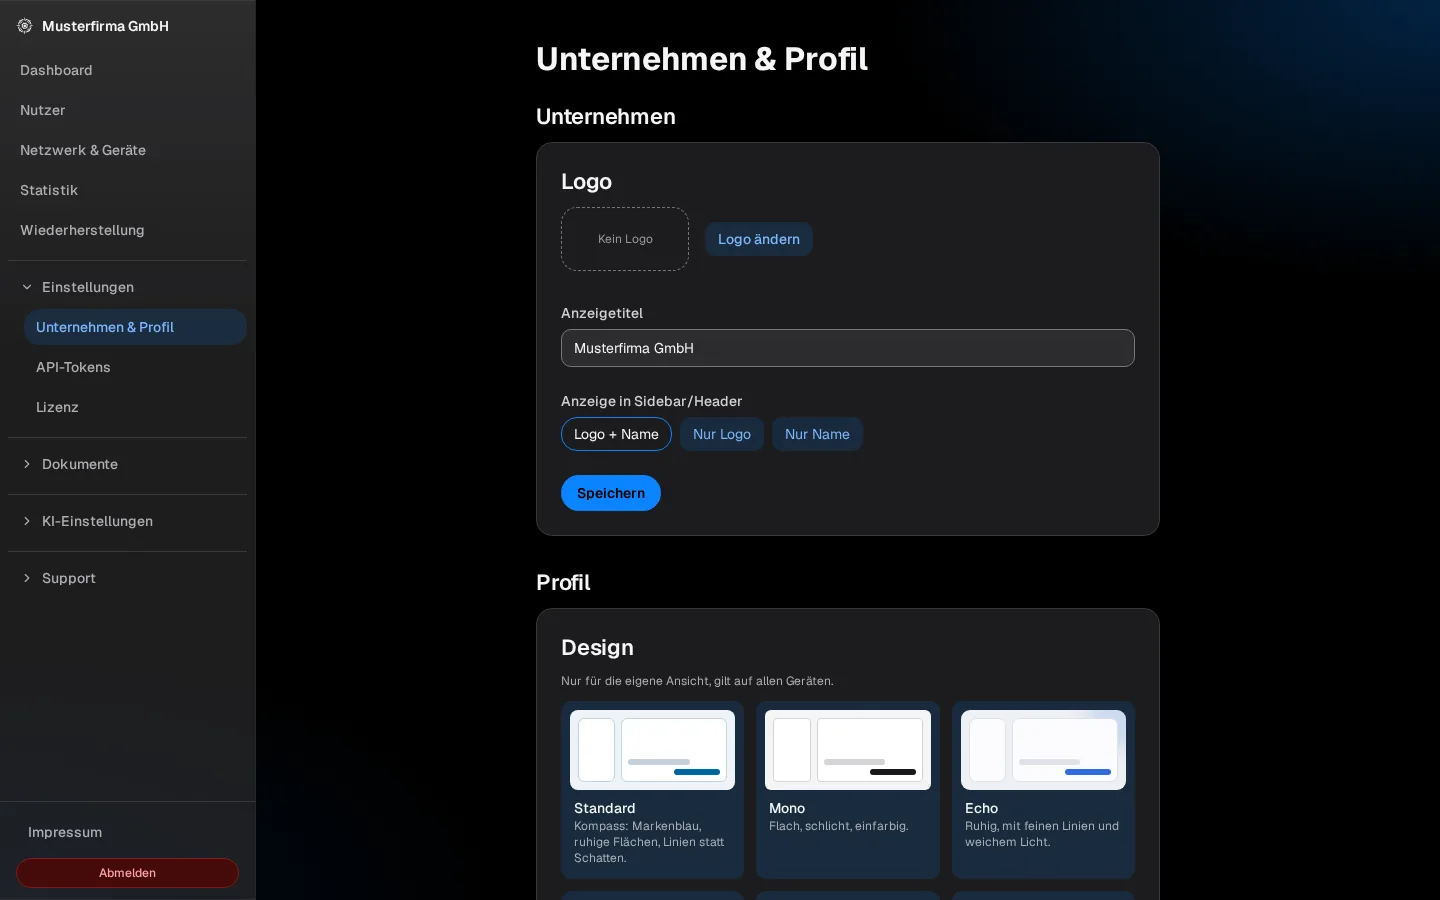 Musterfirma GmbH
Dashboard
Nutzer
Netzwerk & Geräte
Statistik
Wiederherstellung
Einstellungen
Unternehmen & Profil
API-Tokens
Lizenz
Dokumente
KI-Einstellungen
Support
Impressum
Abmelden
Unternehmen & Profil
Unternehmen
Logo
Kein Logo
Logo ändern
Anzeigetitel
Musterfirma GmbH
Anzeige in Sidebar/Header
Logo + Name
Nur Logo
Nur Name
Speichern
Profil
Design
Nur für die eigene Ansicht, gilt auf allen Geräten.
Standard
Kompass: Markenblau,
ruhige Flächen, Linien statt
Schatten.
Mono
Flach, schlicht, einfarbig.
Echo
Ruhig, mit feinen Linien und
weichem Licht.